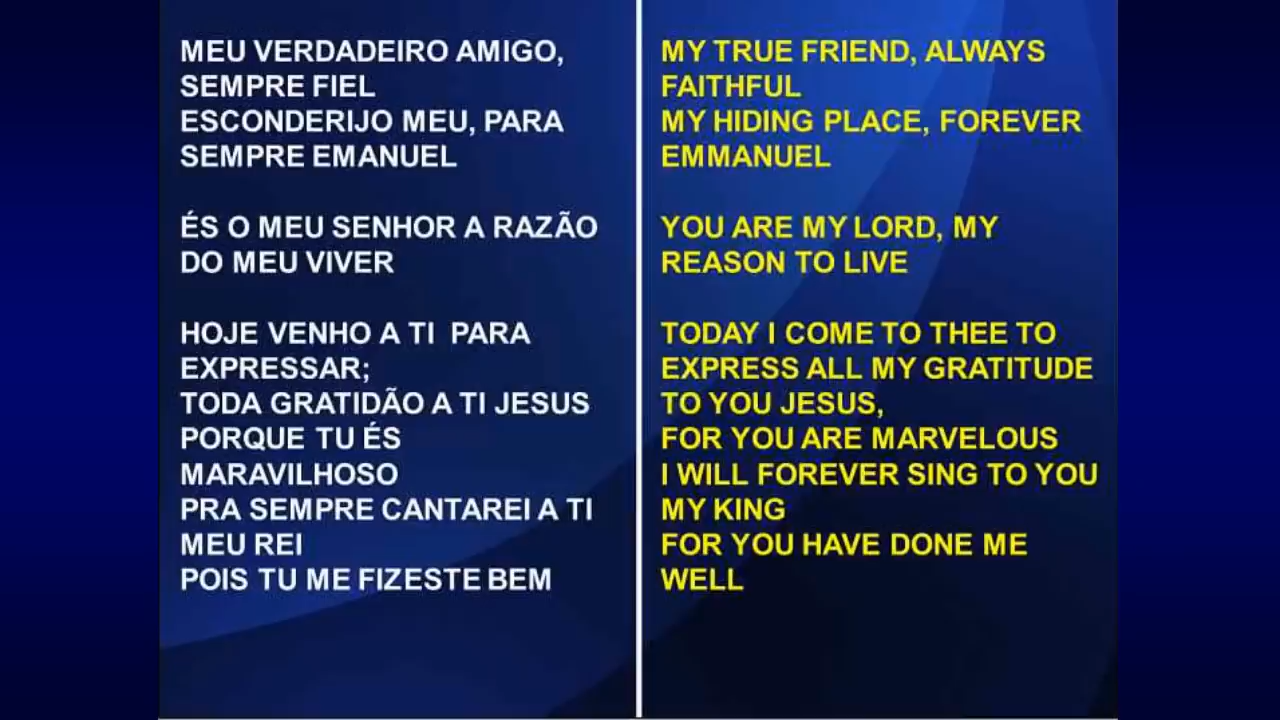 MEU VERDADEIRO AMIGO,
SEMPRE FIEL
ESCONDERIJO MEU, PARA
SEMPRE EMANUEL
ÉS O MEU SENHOR A RAZÃO
DO MEU VIVER
HOJE VENHO A TI PARA
EXPRESSAR;
TODA GRATIDÃO A TI JESUS
PORQUE TU ÉS
MARAVILHOSO
PRA SEMPRE CANTAREI A TI
MEU REI
POIS TU ME FIZESTE BEM
MY TRUE FRIEND, ALWAYS
FAITHFUL
MY HIDING PLACE, FOREVER
EMMANUEL
YOU ARE MY LORD, MY
REASON TO LIVE
TODAY I COME TO THEE TO
EXPRESS ALL MY GRATITUDE
TO YOU JESUS,
FOR YOU ARE MARVELOUS
I WILL FOREVER SING TO YOU
MY KING
FOR YOU HAVE DONE ME
WELL